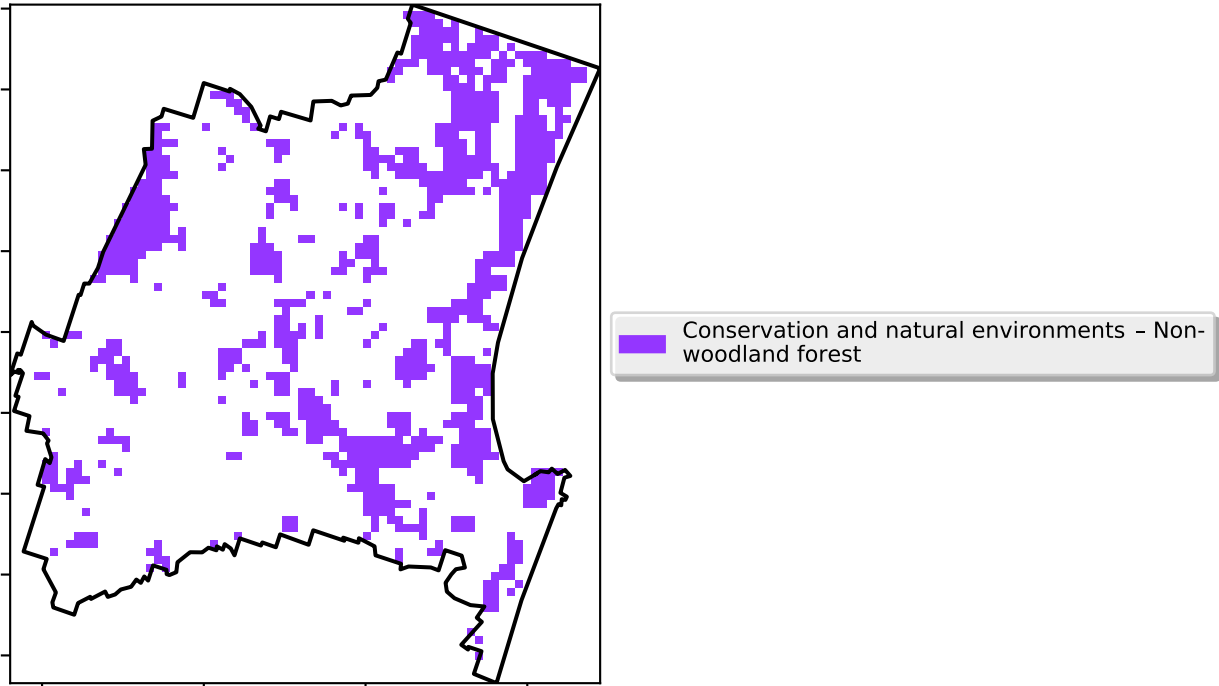 Conservation and natural environments – Non-
woodland forest